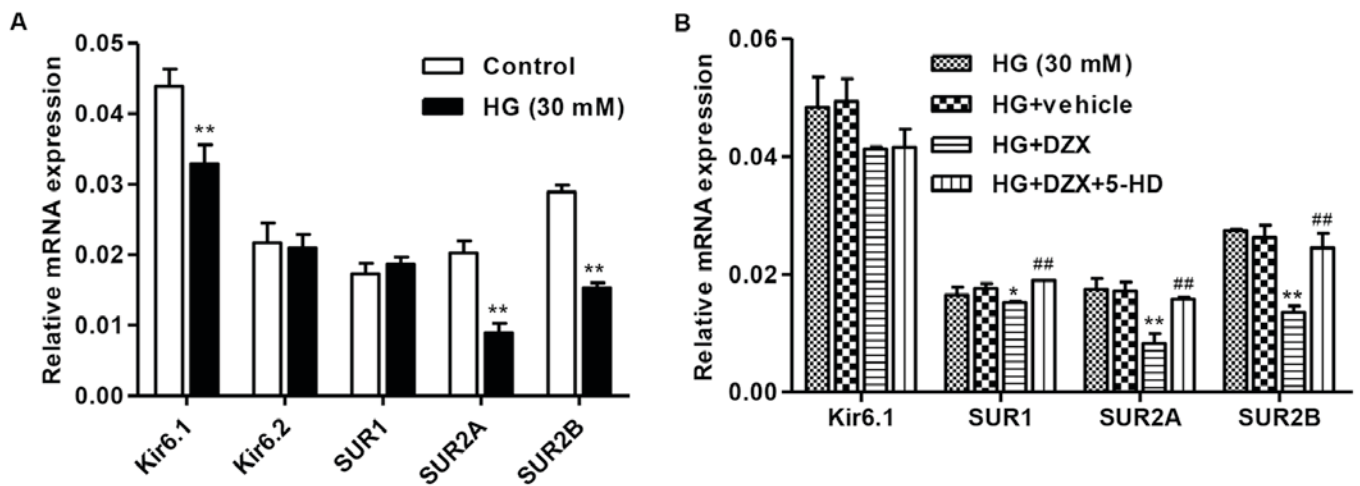 A
Relative mRNA expression
0.05
0.04
0.03
0.02
0.01
0.00
Control
HG (30 mM)
**
**
**
Kir6.1
Kir6.2
SUR1
SUR2A
SUR2B
B
Relative mRNA expression
0.06
0.04
0.02
0.00
HG (30 mM)
HG+vehicle
HG+DZX
HG+DZX+5-HD
*
##
**
##
**
##
Kir6.1
SUR1
SUR2A
SUR2B